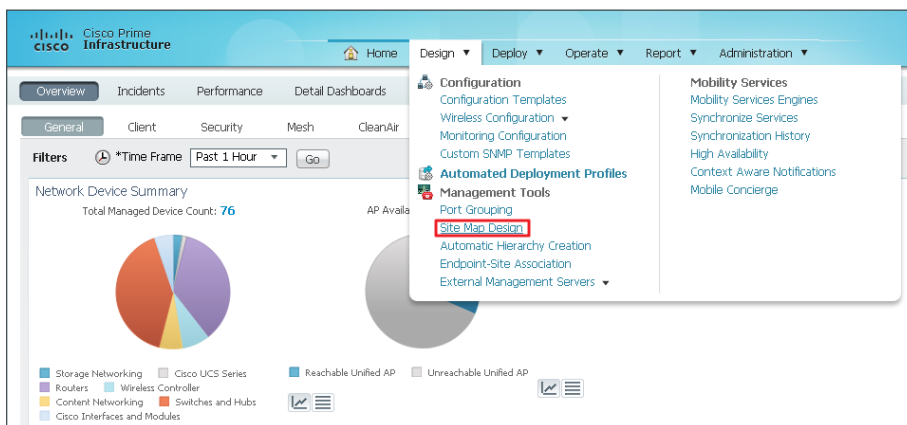 Cisco Prime
cisco Infrastructure
Home Design Deploy Operate Report Administration
Overview Incidents Performance Detail Dashboards
General Client Security Mesh CleanAir
Filters *Time Frame Past 1 Hour Go
Network Device Summary
Total Managed Device Count: 76
AP Availa
Storage Networking Cisco UCS Series
Routers Wireless Controller
Content Networking Switches and Hubs
Cisco Interfaces and Modules
Reachable Unified AP Unreachable Unified AP
Configuration
Configuration Templates
Wireless Configuration
Monitoring Configuration
Custom SNMP Templates
Automated Deployment Profiles
Management Tools
Port Grouping
Site Map Design
Automatic Hierarchy Creation
Endpoint-Site Association
External Management Servers
Mobility Services
Mobility Services Engines
Synchronize Services
Synchronization History
High Availability
Context Aware Notifications
Mobile Concierge